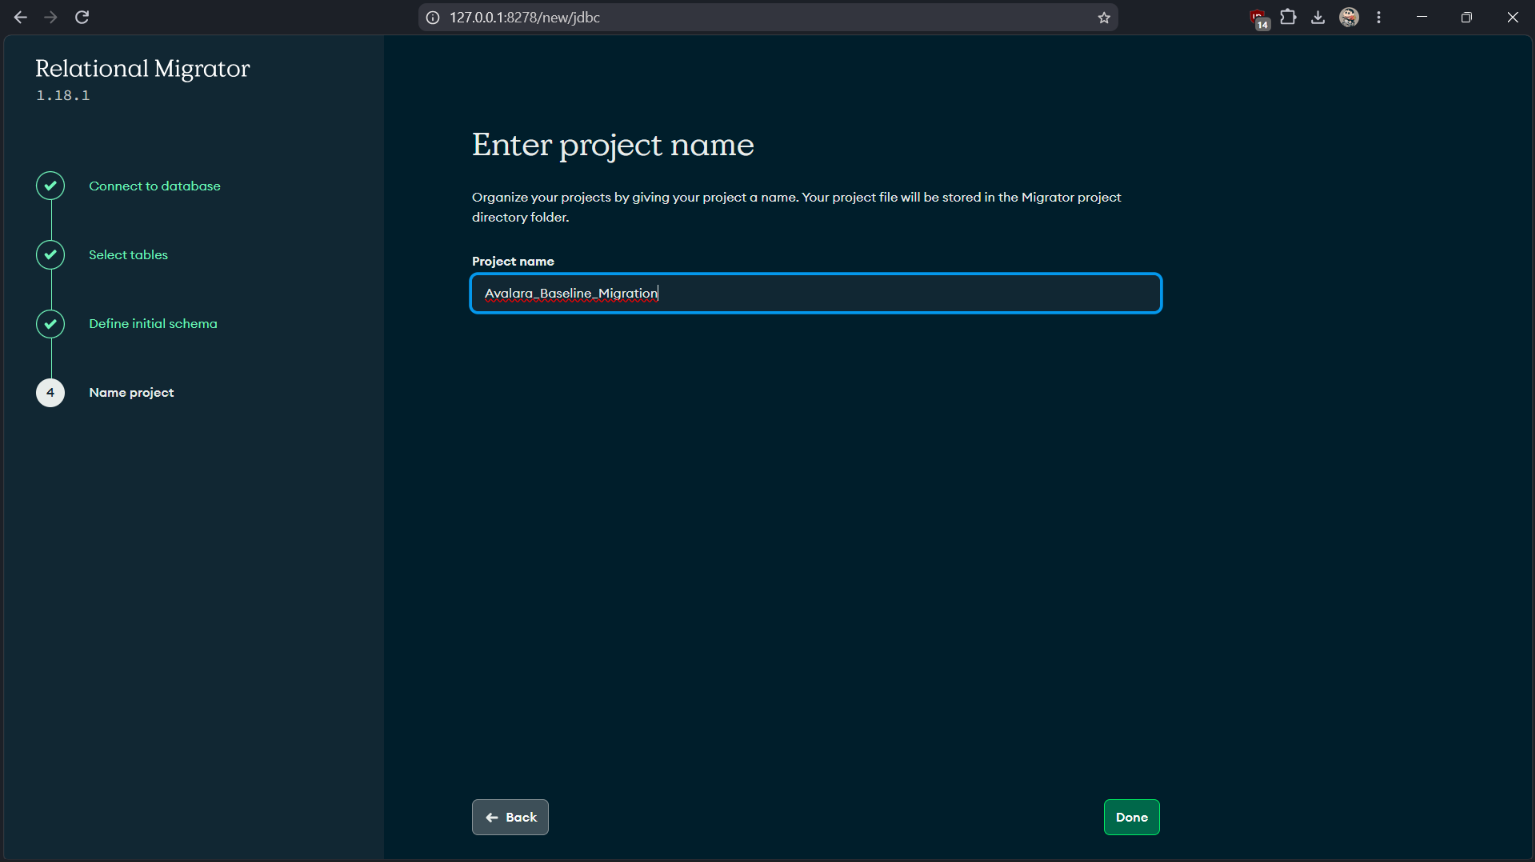 127.0.0.1:8278/new/jdbc
14
Relational Migrator
1.18.1
Connect to database
Select tables
Define initial schema
4
Name project
Enter project name
Organize your projects by giving your project a name. Your project file will be stored in the Migrator project
directory folder.
Project name
Avalara_Baseline_Migration
Back
Done